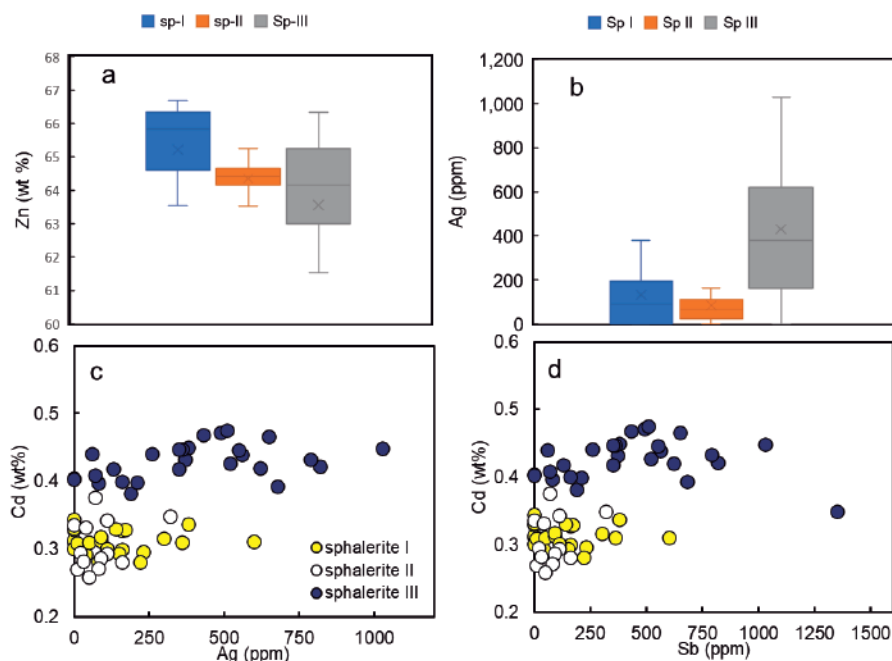 sp-I sp-II Sp-III
Sp I Sp II Sp III
a
Zn (wt %)
68
67
66
65
64
63
62
61
60
b
Ag (ppm)
1,200
1,000
800
600
400
200
0
c
Cd (wt%)
0.6
0.5
0.4
0.3
0.2
sphalerite I
sphalerite II
sphalerite III
0 250 500 750 1000
Ag (ppm)
d
Cd (wt%)
0.6
0.5
0.4
0.3
0.2
0 250 500 750 1000 1250 1500
Sb (ppm)